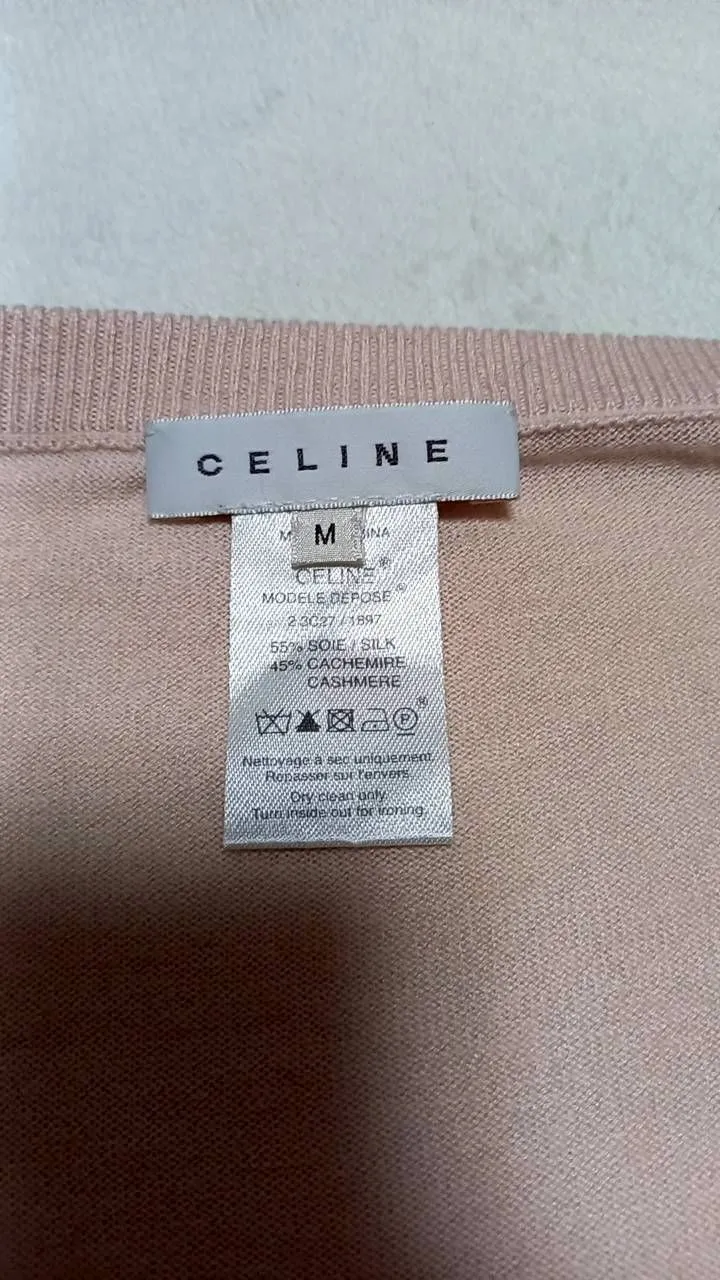 CELINE
M
CELINE®
MODELE DEPOSE®
2 3C27 / 1897
55% SOIE / SILK
45% CACHEMIRE
CASHMERE
P ®
Nettoyage à sec uniquement.
Repasser sur l'envers.
Dry clean only.
Turn inside out for ironing.